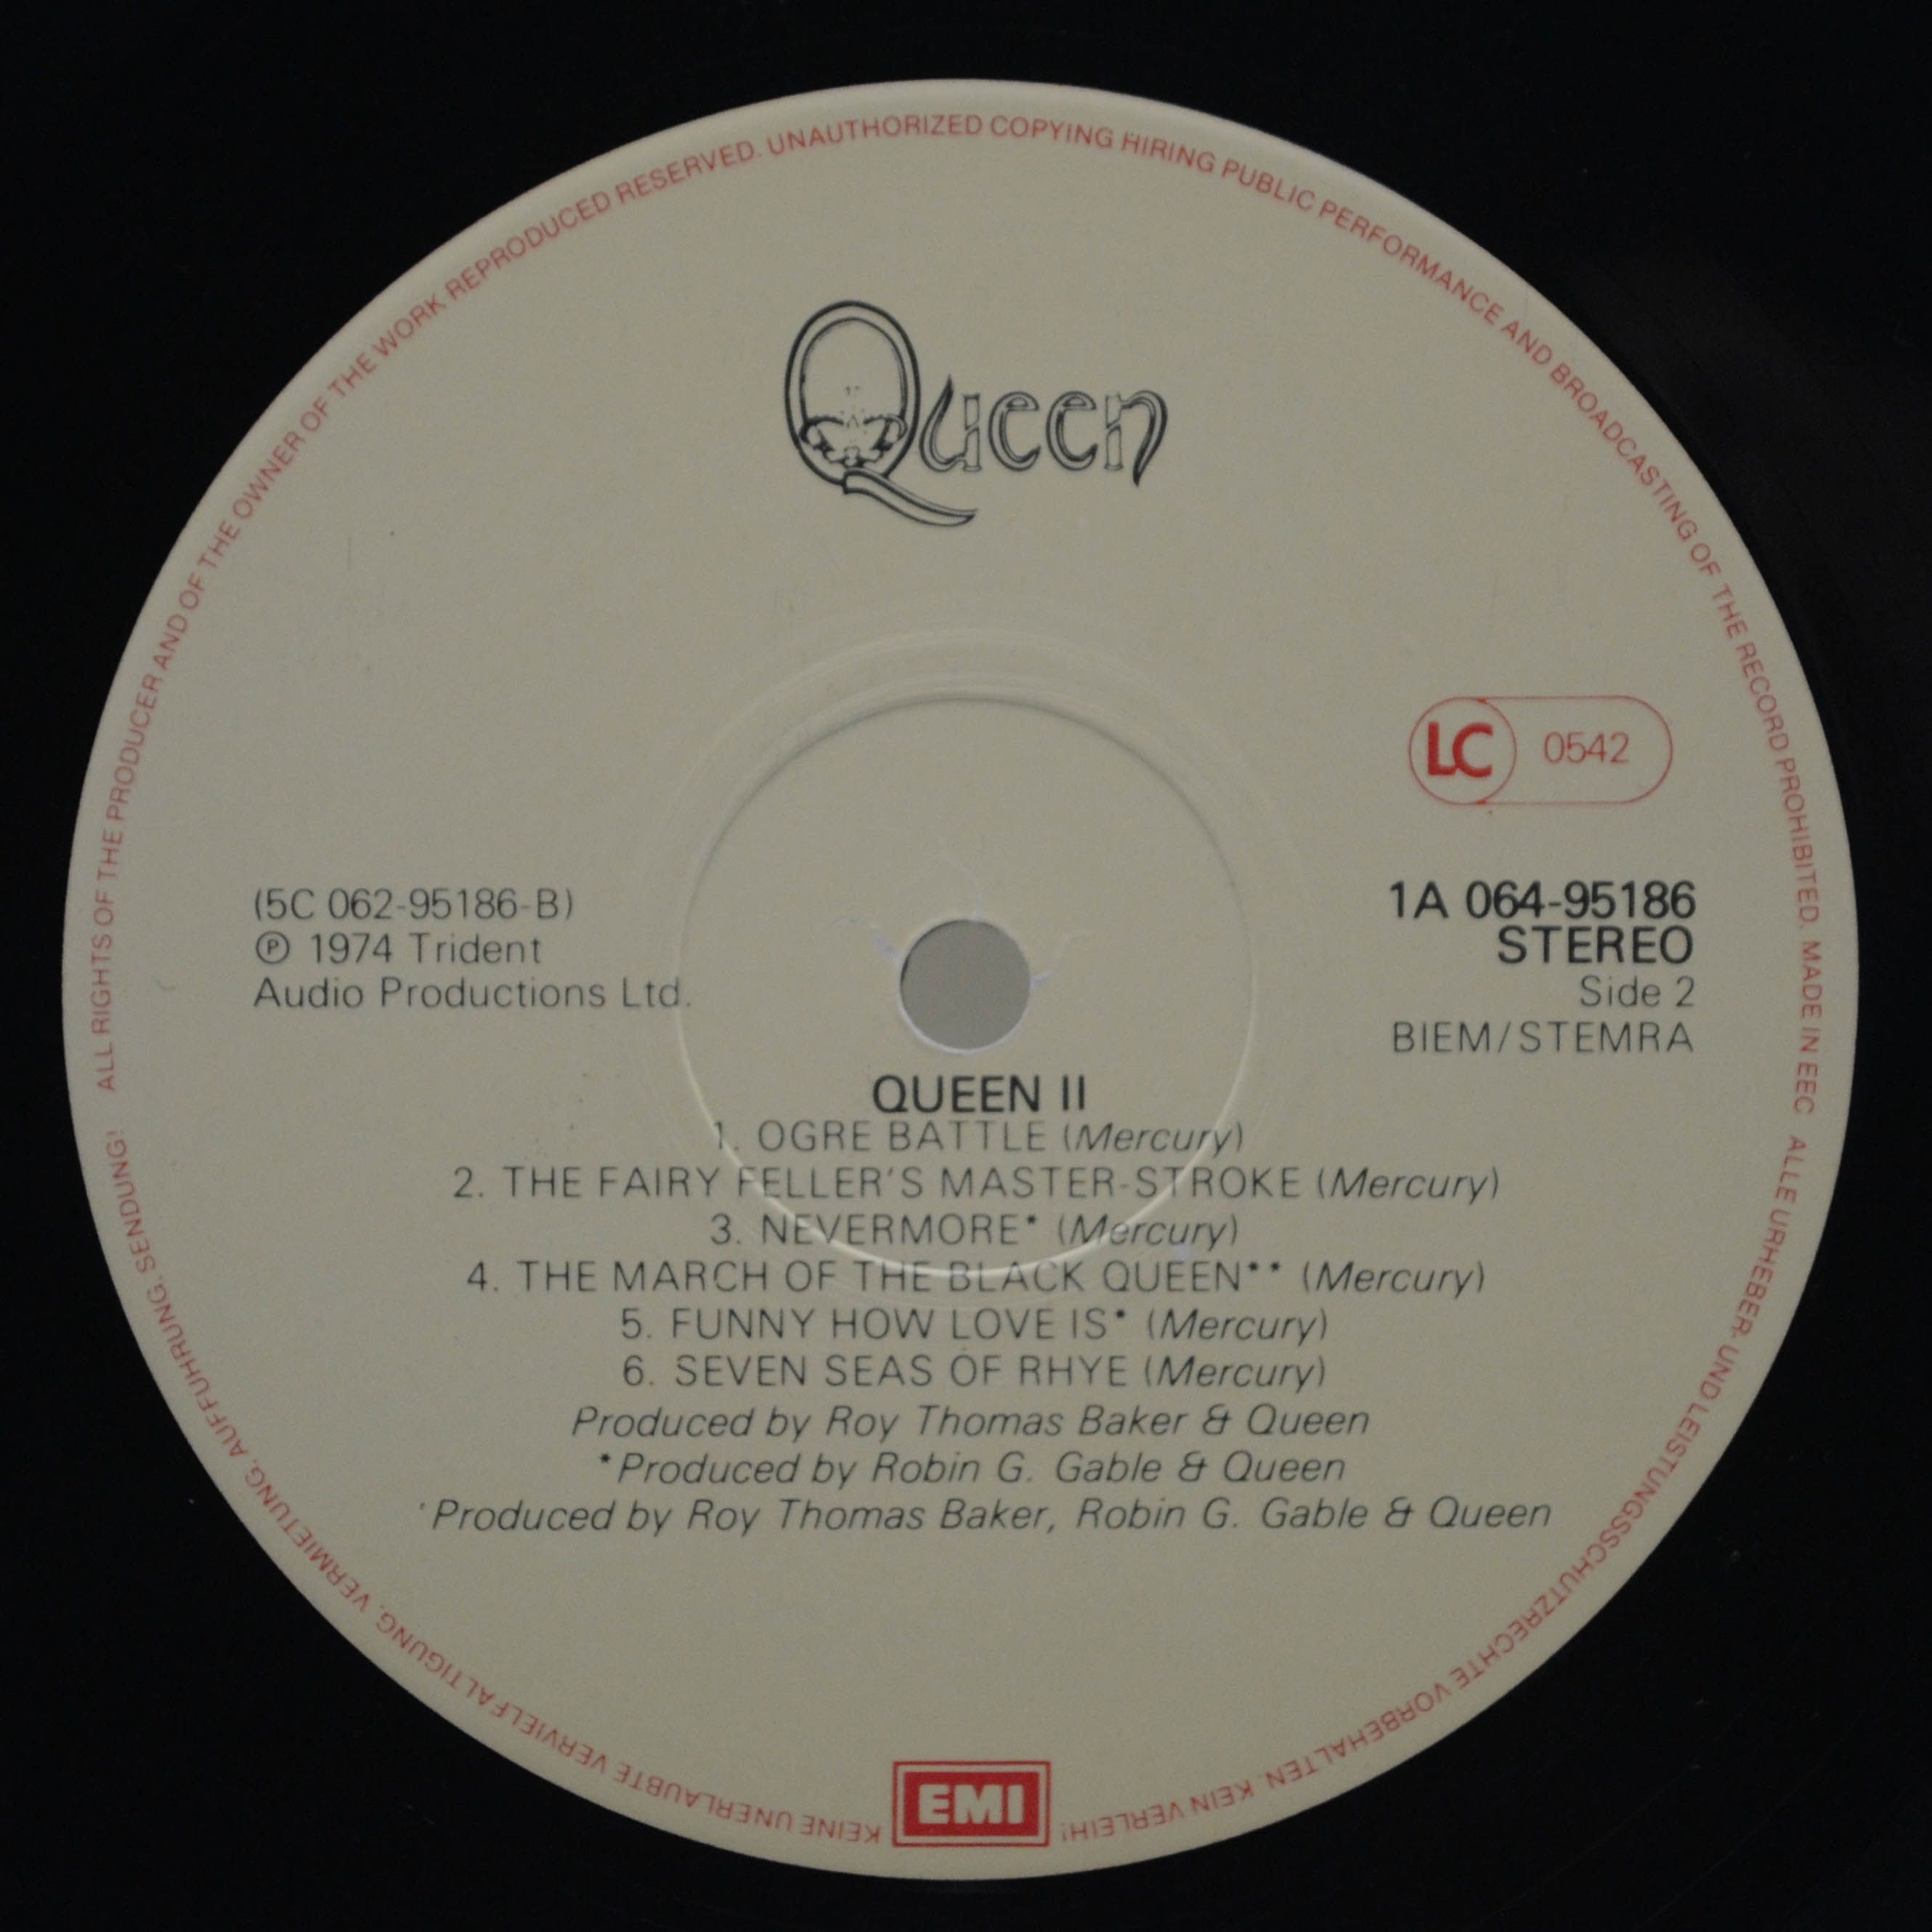 ALL RIGHTS OF THE PRODUCER AND OF THE OWNER OF THE WORK REPRODUCED RESERVED. UNAUTHORIZED COPYING HIRING PUBLIC PERFORMANCE AND BROADCASTING OF THE RECORD PROHIBITED. MADE IN EEC
Queen
LC 0542
(5C 062-95186-B)
℗ 1974 Trident
Audio Productions Ltd.
1A 064-95186
STEREO
Side 2
BIEM/STEMRA
QUEEN II
1. OGRE BATTLE (Mercury)
2. THE FAIRY FELLER'S MASTER-STROKE (Mercury)
3. NEVERMORE* (Mercury)
4. THE MARCH OF THE BLACK QUEEN** (Mercury)
5. FUNNY HOW LOVE IS* (Mercury)
6. SEVEN SEAS OF RHYE (Mercury)
Produced by Roy Thomas Baker & Queen
*Produced by Robin G. Gable & Queen
'Produced by Roy Thomas Baker, Robin G. Gable & Queen
ALLE URHEBER- UND LEISTUNGSSCHUTZRECHTE VORBEHALTEN. KEIN VERLEIH!
EMI
KEINE UNERLAUBTE VERVIELFALTIGUNG, VERMIETUNG, AUFFUHRUNG, SENDUNG!